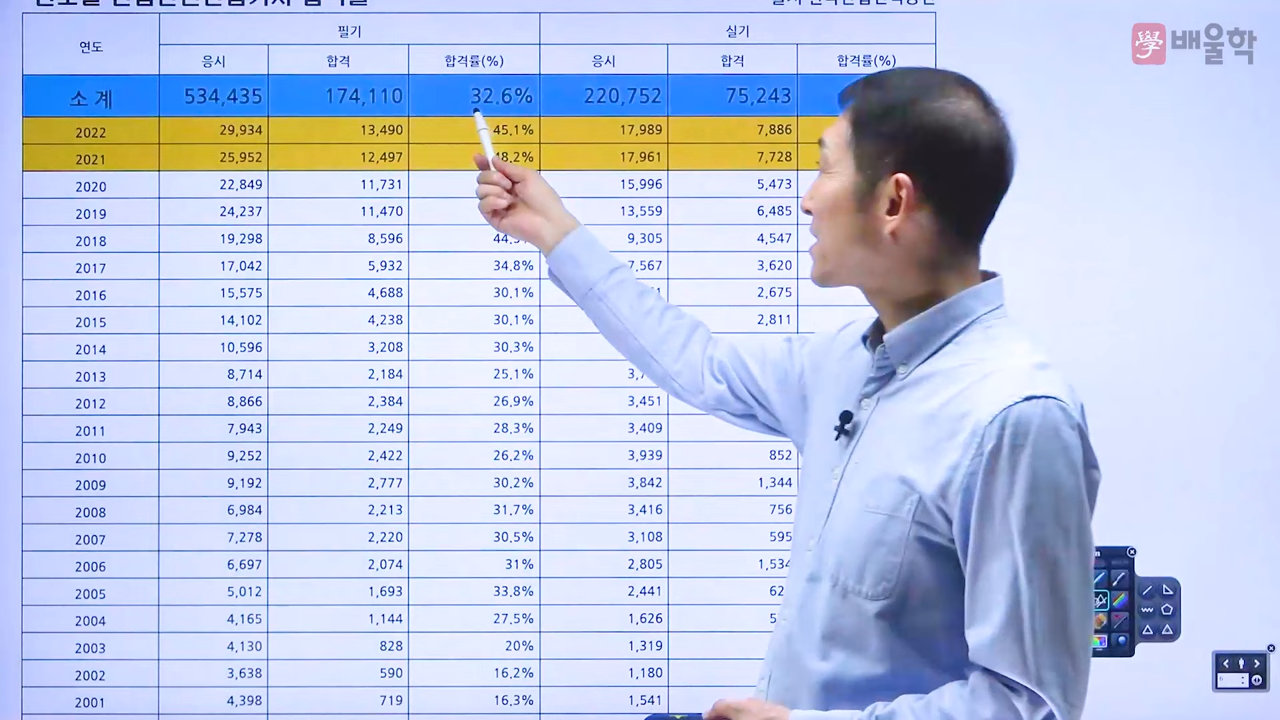 學 배울학
연도 필기 실기
응시 합격 합격률(%) 응시 합격 합격률(%)
소 계 534,435 174,110 32.6% 220,752 75,243
2022 29,934 13,490 45,1% 17,989 7,886
2021 25,952 12,497 8,2% 17,961 7,728
2020 22,849 11,731 15,996 5,473
2019 24,237 11,470 13,559 6,485
2018 19,298 8,596 9,305 4,547
2017 17,042 5,932 34,8% 7,567 3,620
2016 15,575 4,688 30,1% 2,675
2015 14,102 4,238 30,1% 2,811
2014 10,596 3,208 30,3%
2013 8,714 2,184 25,1%
2012 8,866 2,384 26,9% 3,451
2011 7,943 2,249 28,3% 3,409
2010 9,252 2,422 26,2% 3,939 852
2009 9,192 2,777 30,2% 3,842 1,344
2008 6,984 2,213 31,7% 3,416 756
2007 7,278 2,220 30,5% 3,108 595
2006 6,697 2,074 31% 2,805 1,534
2005 5,012 1,693 33,8% 2,441
2004 4,165 1,144 27,5% 1,626
2003 4,130 828 20% 1,319
2002 3,638 590 16,2% 1,180
2001 4,398 719 16,3% 1,541